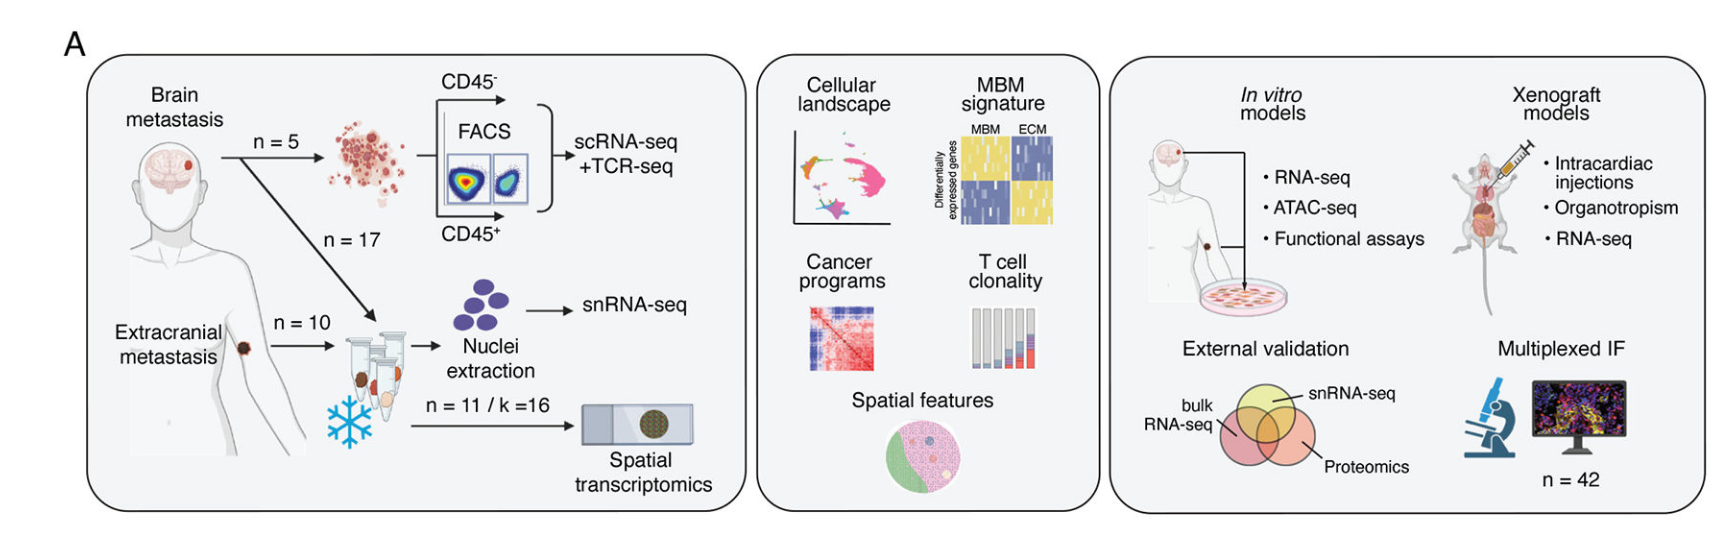 A
Brain
metastasis
n = 5
CD45-
FACS
CD45+
scRNA-seq
+TCR-seq
n = 17
Extracranial
metastasis
n = 10
Nuclei
extraction
snRNA-seq
n = 11 / k =16
Spatial
transcriptomics
Cellular
landscape
MBM
signature
MBM ECM
Differentially
expressed genes
Cancer
programs
T cell
clonality
Spatial features
In vitro
models
• RNA-seq
• ATAC-seq
• Functional assays
Xenograft
models
• Intracardiac
injections
• Organotropism
• RNA-seq
External validation
bulk
RNA-seq
snRNA-seq
Proteomics
Multiplexed IF
n = 42